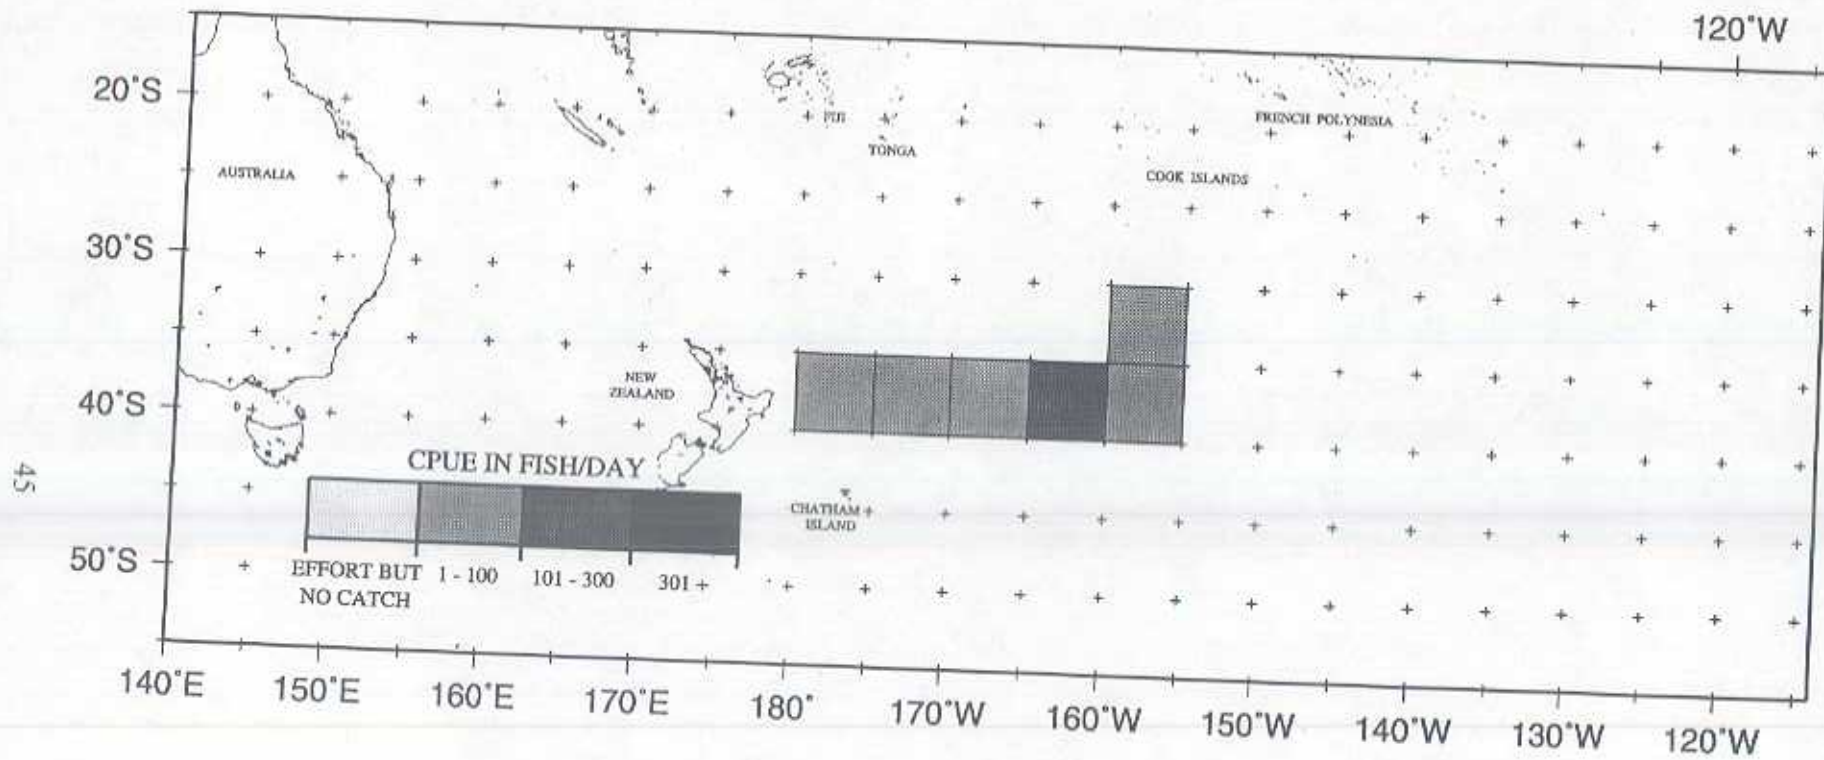 120°W
20°S
FIJI
FRENCH POLYNESIA
TONGA
AUSTRALIA
COOK ISLANDS
30°S
NEW
ZEALAND
40°S
45
CPUE IN FISH/DAY
CHATHAM
ISLAND
50°S
EFFORT BUT
NO CATCH
1 - 100
101 - 300
301 +
140°E
150°E
160°E
170°E
180°
170°W
160°W
150°W
140°W
130°W
120°W